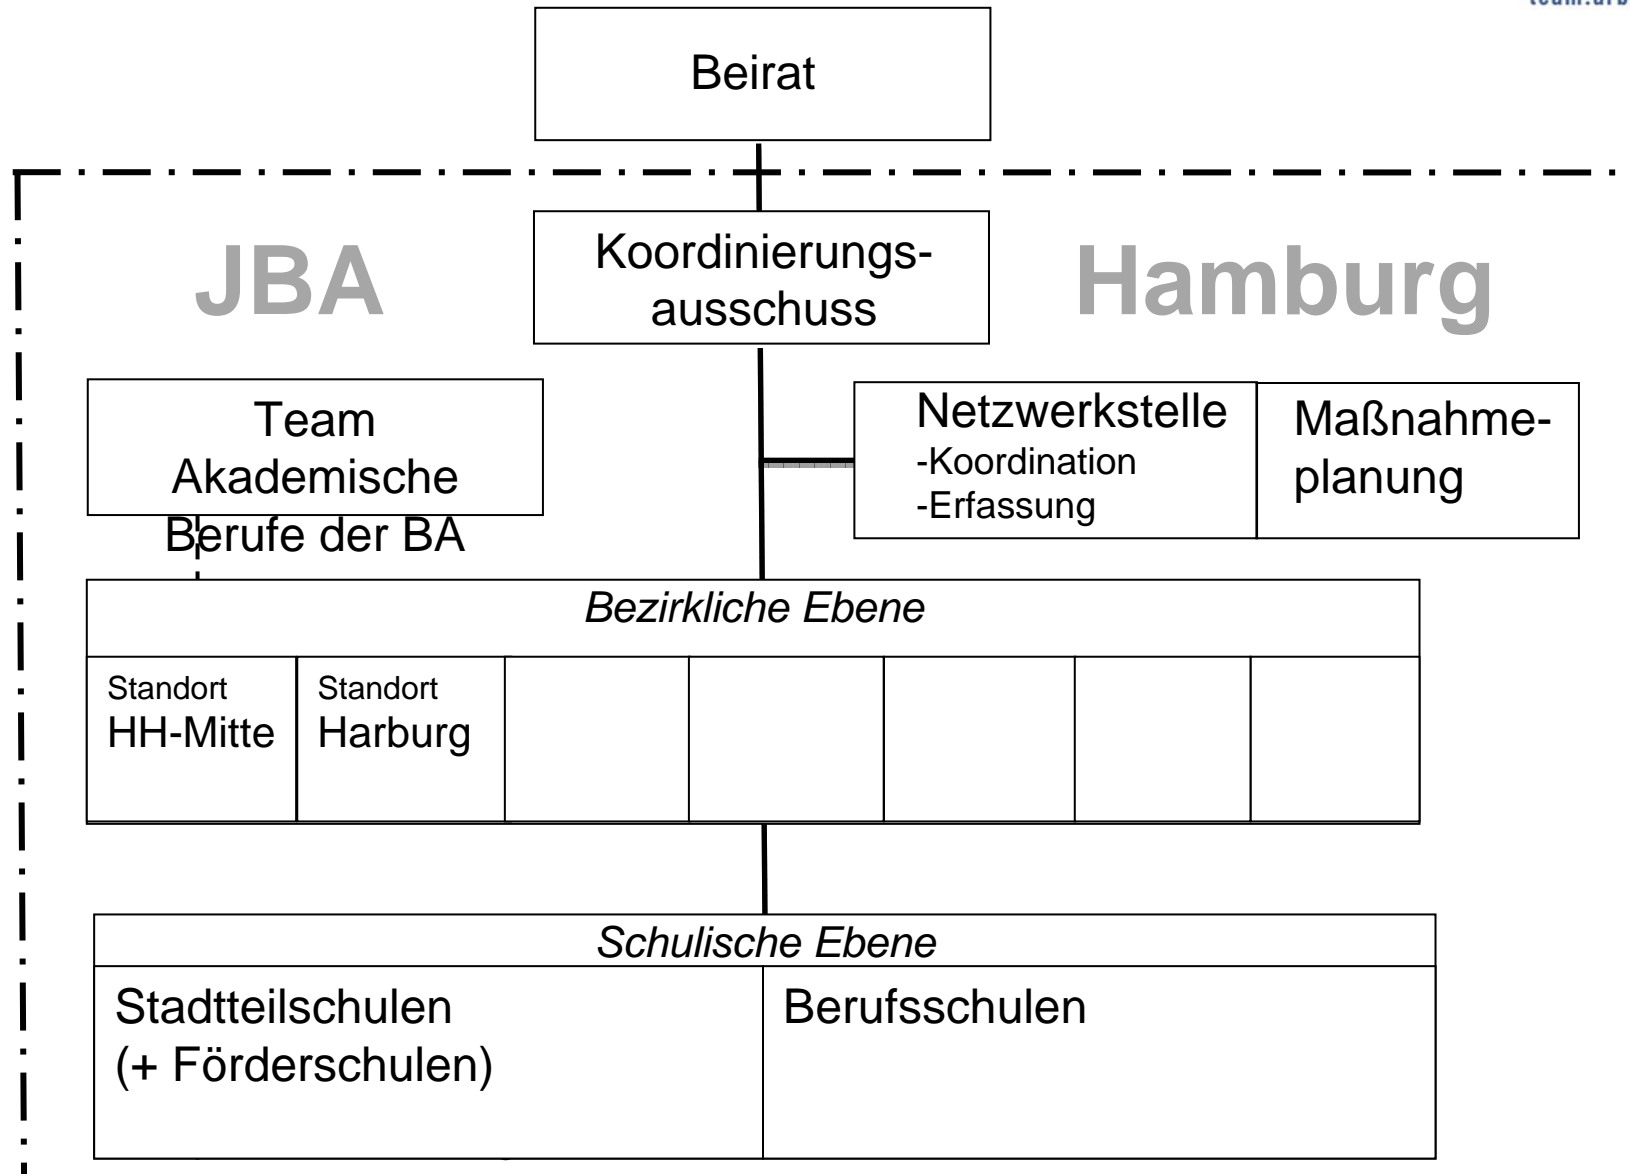 Beirat
JBA
Koordinierungs-
ausschuss
Hamburg
Team
Akademische
Berufe der BA
Netzwerkstelle
-Koordination
-Erfassung
Maßnahme-
planung
Bezirkliche Ebene
Standort
HH-Mitte
Standort
Harburg
Schulische Ebene
Stadtteilschulen
(+ Förderschulen)
Berufsschulen